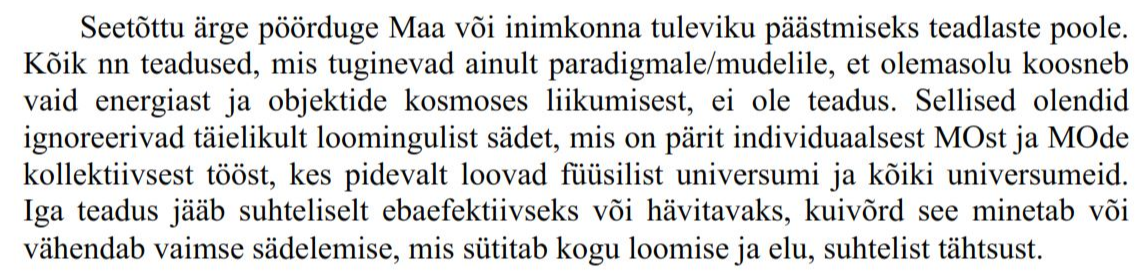 Seetõttu ärge pöörduge Maa või inimkonna tuleviku päästmiseks teadlaste poole.
Kõik nn teadused, mis tuginevad ainult paradigmale/mudelile, et olemasolu koosneb
vaid energiast ja objektide kosmoses liikumisest, ei ole teadus. Sellised olendid
ignoreerivad täielikult loomingulist sädet, mis on pärit individuaalsest MOst ja MOde
kollektiivsest tööst, kes pidevalt loovad füüsilist universumi ja kõiki universumeid.
Iga teadus jääb suhteliselt ebaefektiivseks või hävitavaks, kuivõrd see minetab või
vähendab vaimse sädelemise, mis sütitab kogu loomise ja elu, suhtelist tähtsust.